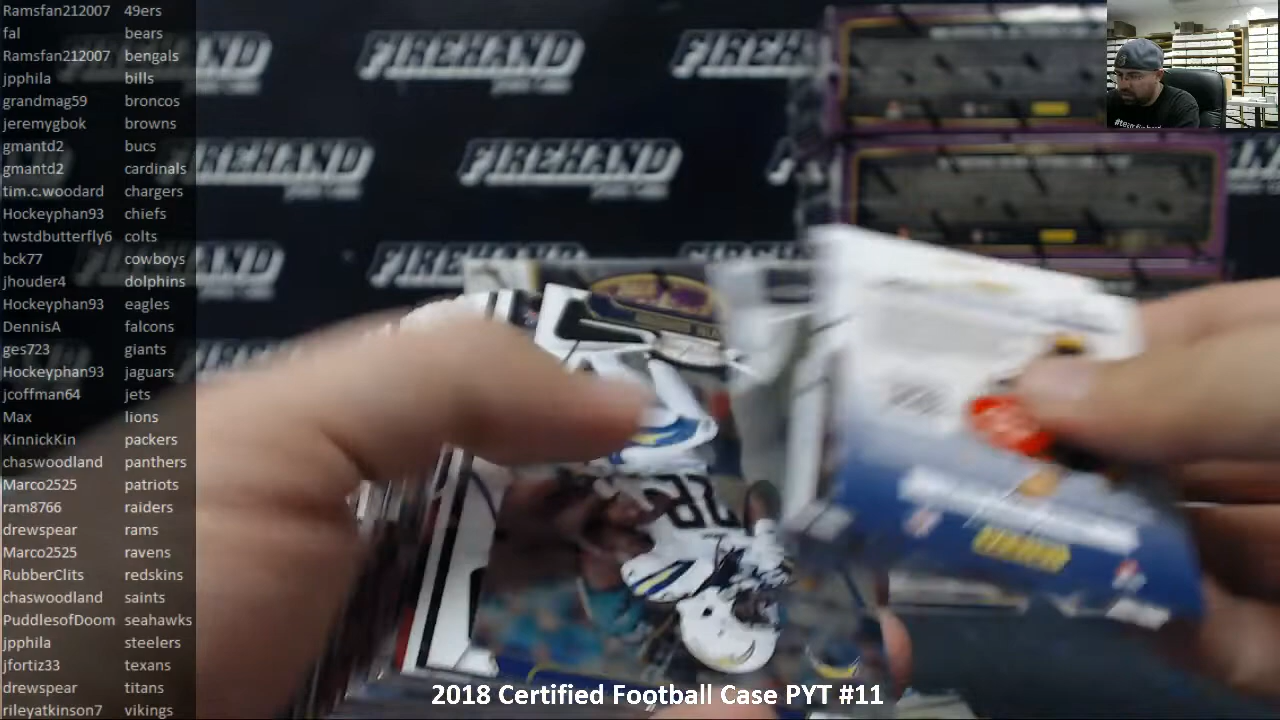 Ramsfan212007 49ers
fal bears
Ramsfan212007 bengals
jpphila bills
grandmag59 broncos
jeremygbok browns
gmantd2 bucs
gmantd2 cardinals
tim.c.woodard chargers
Hockeyphan93 chiefs
twstdbutterfly6 colts
bck77 cowboys
jhouder4 dolphins
Hockeyphan93 eagles
DennisA falcons
ges723 giants
Hockeyphan93 jaguars
jcoffman64 jets
Max lions
KinnickKin packers
chaswoodland panthers
Marco2525 patriots
ram8766 raiders
drewspear rams
Marco2525 ravens
RubberClits redskins
chaswoodland saints
PuddlesofDoom seahawks
jpphila steelers
jfortiz33 texans
drewspear titans
rileyatkinson7 vikings
FIREHAND
FIREHAND
FIREHAND
FIREHAND
28
2018 Certified Football Case PYT #11